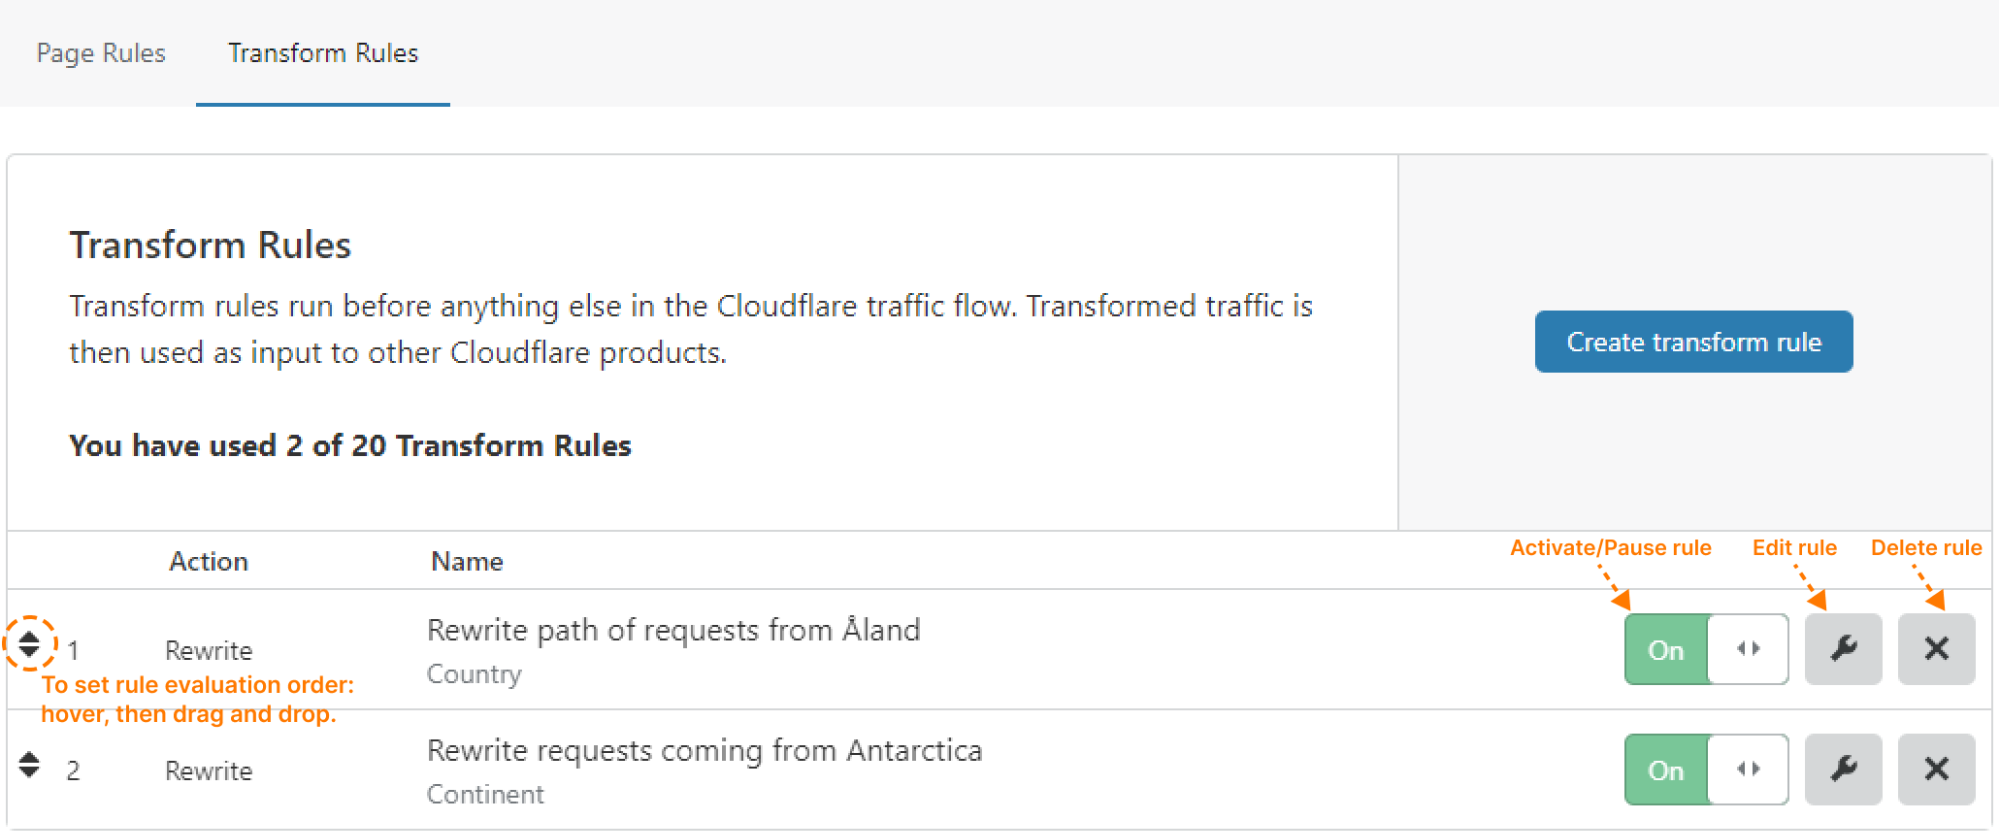 Page Rules
Transform Rules
Transform Rules
Transform rules run before anything else in the Cloudflare traffic flow. Transformed traffic is
then used as input to other Cloudflare products.
You have used 2 of 20 Transform Rules
Create transform rule
Action
Name
Activate/Pause rule
Edit rule
Delete rule
1
Rewrite
Rewrite path of requests from Åland
Country
On
To set rule evaluation order:
hover, then drag and drop.
2
Rewrite
Rewrite requests coming from Antarctica
Continent
On